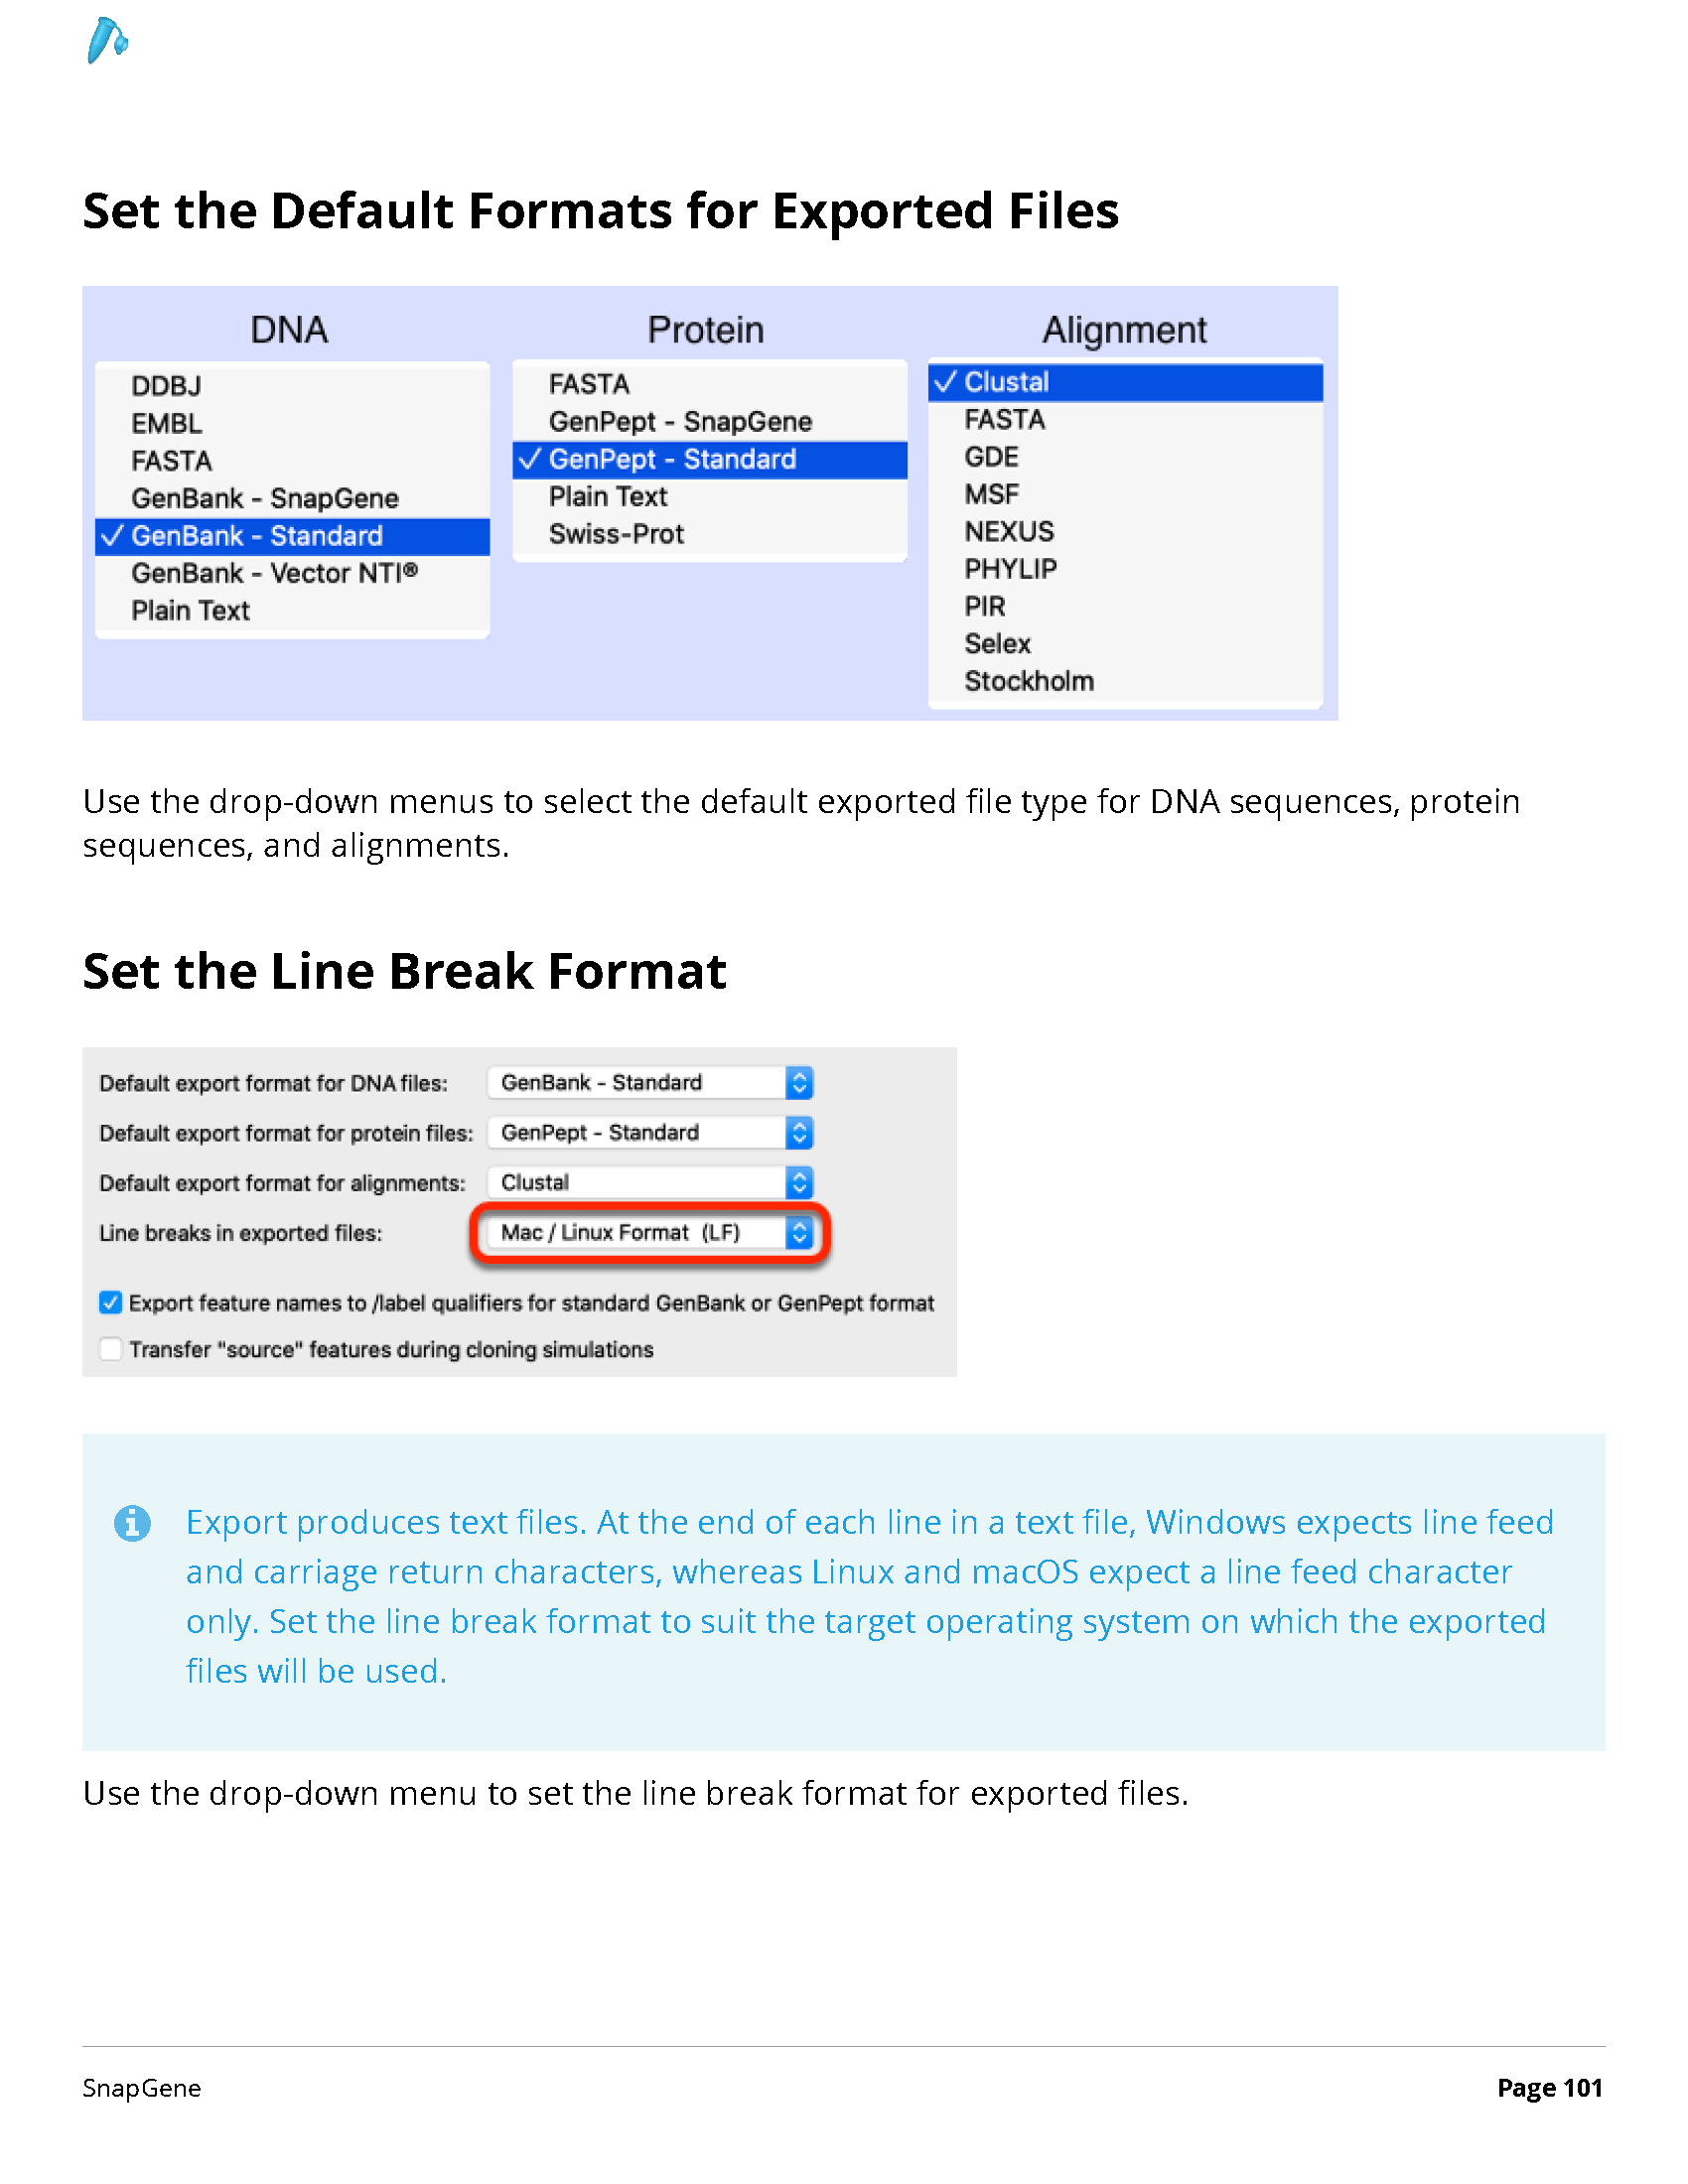 Set the Default Formats for Exported Files
DNA
DDBJ
EMBL
FASTA
GenBank - SnapGene
✓ GenBank - Standard
GenBank - Vector NTI®
Plain Text
Protein
FASTA
GenPept - SnapGene
✓ GenPept - Standard
Plain Text
Swiss-Prot
Alignment
✓ Clustal
FASTA
GDE
MSF
NEXUS
PHYLIP
PIR
Selex
Stockholm
Use the drop-down menus to select the default exported file type for DNA sequences, protein
sequences, and alignments.
Set the Line Break Format
Default export format for DNA files: GenBank - Standard
Default export format for protein files: GenPept - Standard
Default export format for alignments: Clustal
Line breaks in exported files: Mac / Linux Format (LF)
Export feature names to /label qualifiers for standard GenBank or GenPept format
Transfer "source" features during cloning simulations
Export produces text files. At the end of each line in a text file, Windows expects line feed
and carriage return characters, whereas Linux and macOS expect a line feed character
only. Set the line break format to suit the target operating system on which the exported
files will be used.
Use the drop-down menu to set the line break format for exported files.
SnapGene
Page 101